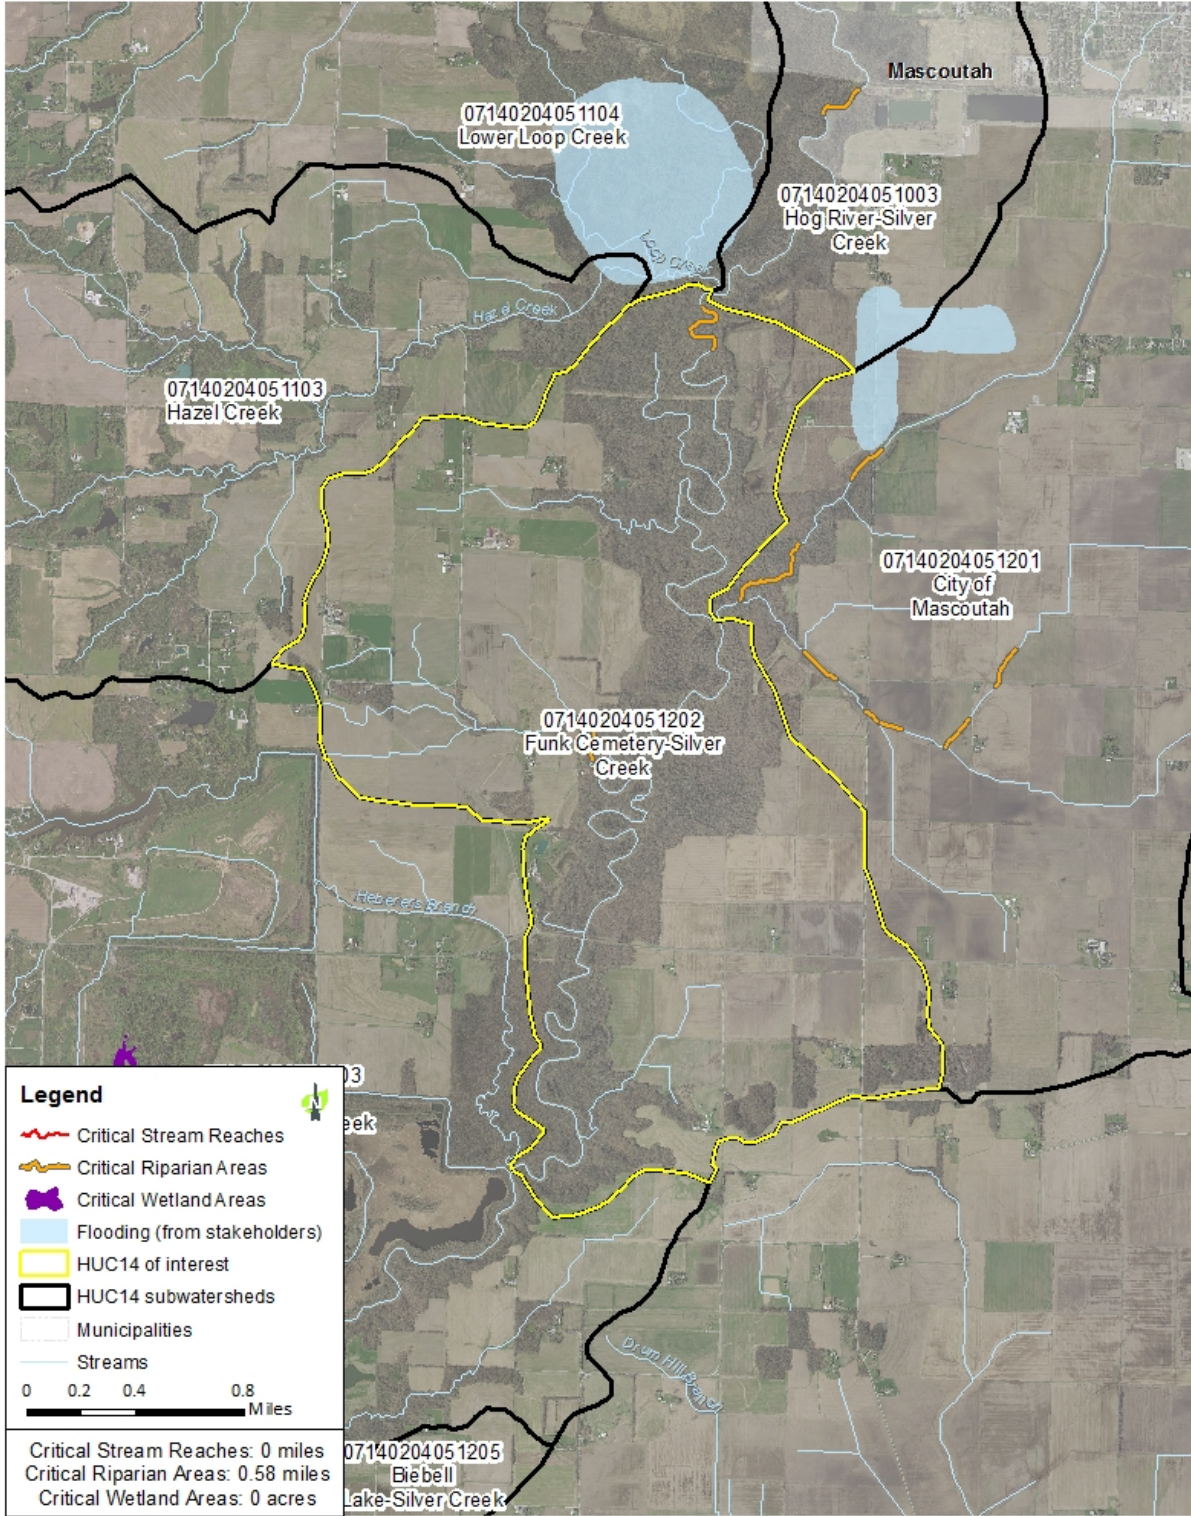 Mascoutah
07140204051104
Lower Loop Creek
07140204051003
Hog River-Silver
Creek
Loop Creek
Hazel Creek
07140204051103
Hazel Creek
07140204051201
City of
Mascoutah
07140204051202
Funk Cemetery-Silver
Creek
Heberers Branch
03
eek
Legend
N
Critical Stream Reaches
Critical Riparian Areas
Critical Wetland Areas
Flooding (from stakeholders)
HUC14 of interest
HUC14 subwatersheds
Municipalities
Streams
0 0.2 0.4 0.8
Miles
Drum Hill Branch
Critical Stream Reaches: 0 miles
Critical Riparian Areas: 0.58 miles
Critical Wetland Areas: 0 acres
07140204051205
Biebell
Lake-Silver Creek